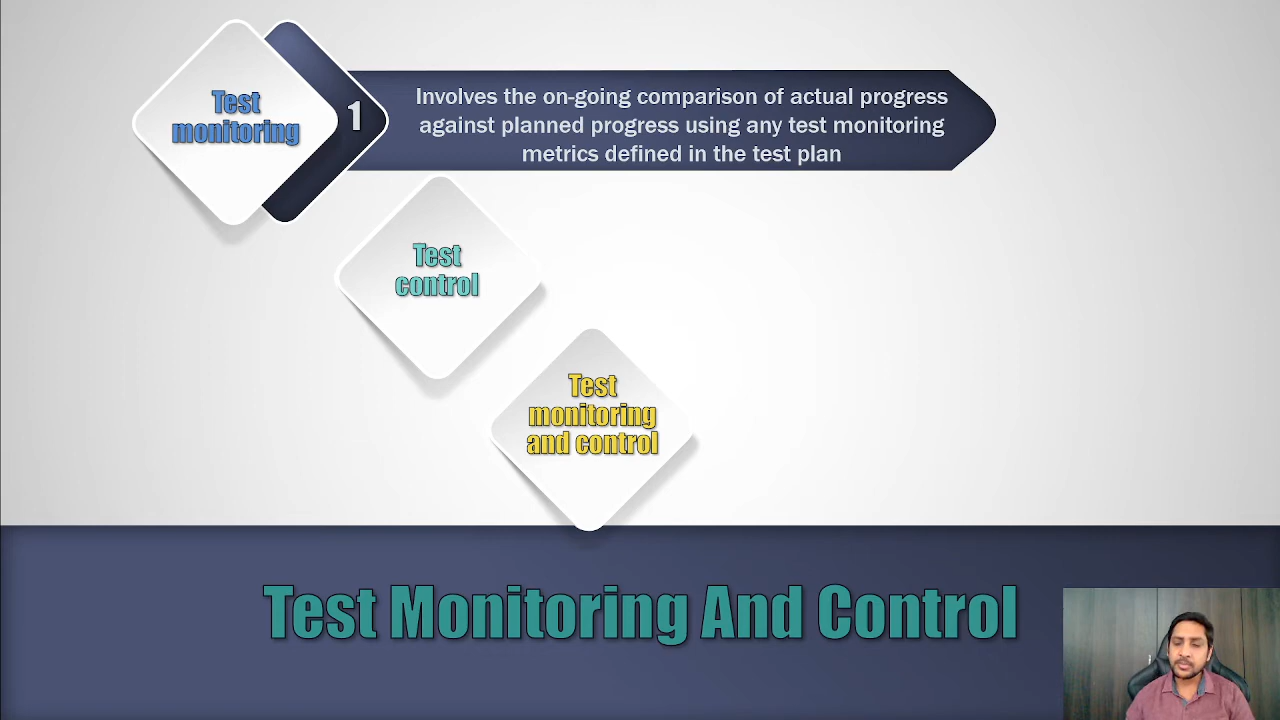 Test
monitoring
1
Involves the on-going comparison of actual progress
against planned progress using any test monitoring
metrics defined in the test plan
Test
control
Test
monitoring
and control
Test Monitoring And Control